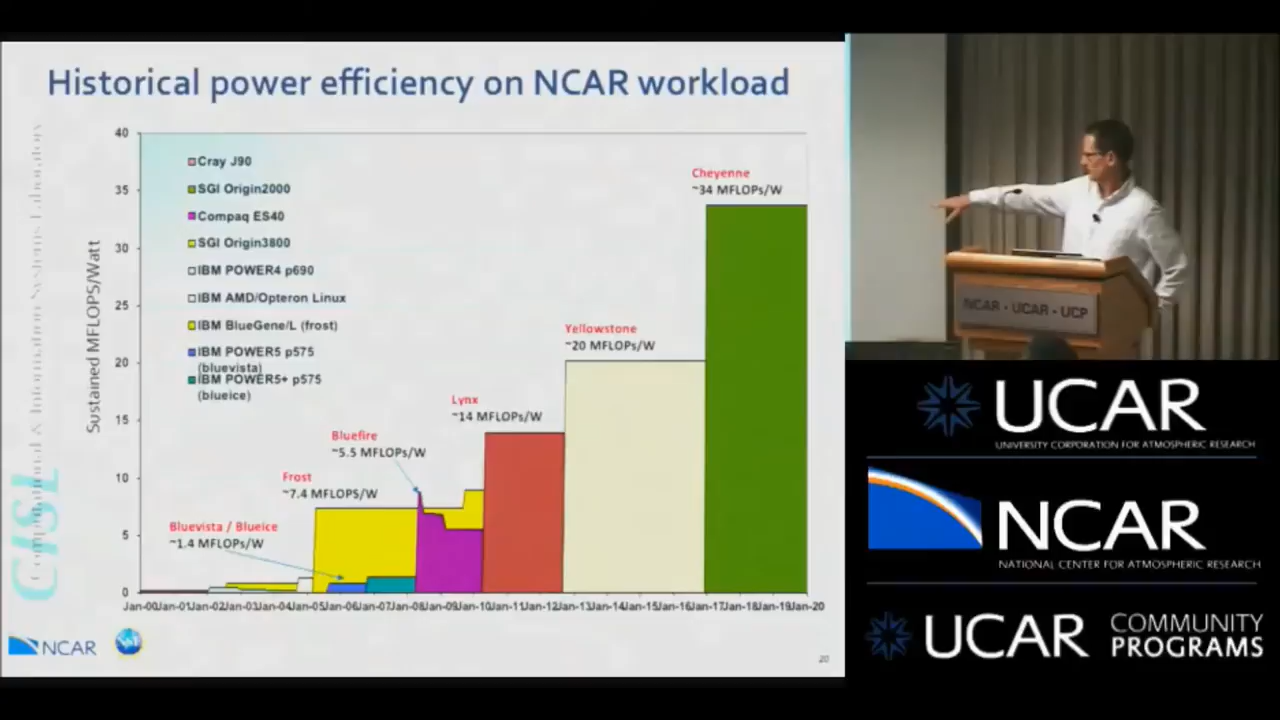 Historical power efficiency on NCAR workload
Computational & Information Systems Laboratory
CISL
Sustained MFLOPS/Watt
40
35
30
25
20
15
10
5
0
Cray J90
SGI Origin2000
Compaq ES40
SGI Origin3800
IBM POWER4 p690
IBM AMD/Opteron Linux
IBM BlueGene/L (frost)
IBM POWER5 p575
(bluevista)
IBM POWER5+ p575
(blueice)
Cheyenne
~34 MFLOPS/W
Yellowstone
~20 MFLOPs/W
Lynx
~14 MFLOPs/W
Bluefire
~5.5 MFLOPs/W
Frost
~7.4 MFLOPS/W
Bluevista / Blueice
~1.4 MFLOPs/W
Jan-00 Jan-01 Jan-02 Jan-03 Jan-04 Jan-05 Jan-06 Jan-07 Jan-08 Jan-09 Jan-10 Jan-11 Jan-12 Jan-13 Jan-14 Jan-15 Jan-16 Jan-17 Jan-18 Jan-19 Jan-20
NCAR
20
NCAR · UCAR · UCP
UCAR
UNIVERSITY CORPORATION FOR ATMOSPHERIC RESEARCH
NCAR
NATIONAL CENTER FOR ATMOSPHERIC RESEARCH
UCAR COMMUNITY
PROGRAMS